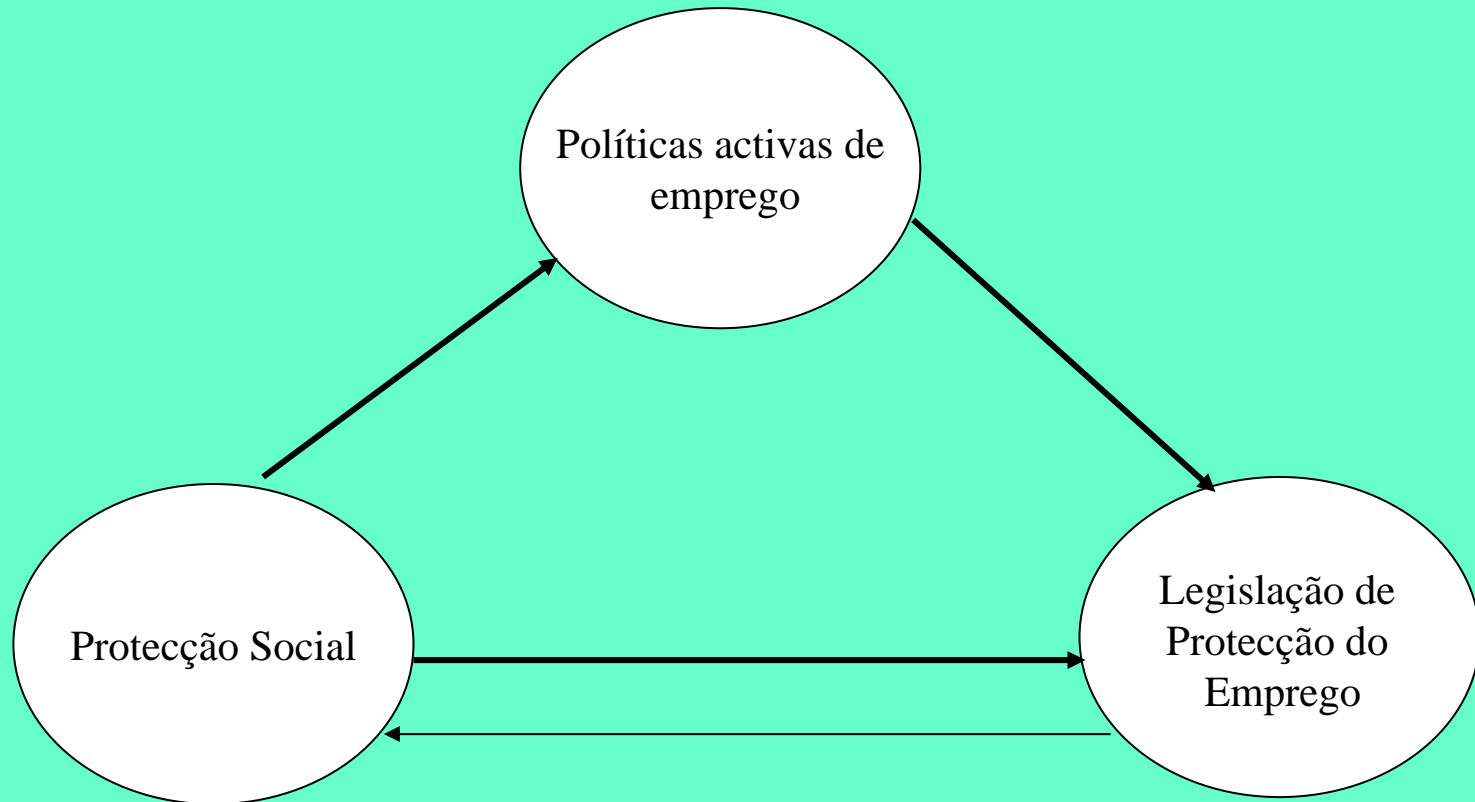 Políticas activas de
emprego
Protecção Social
Legislação de
Protecção do
Emprego